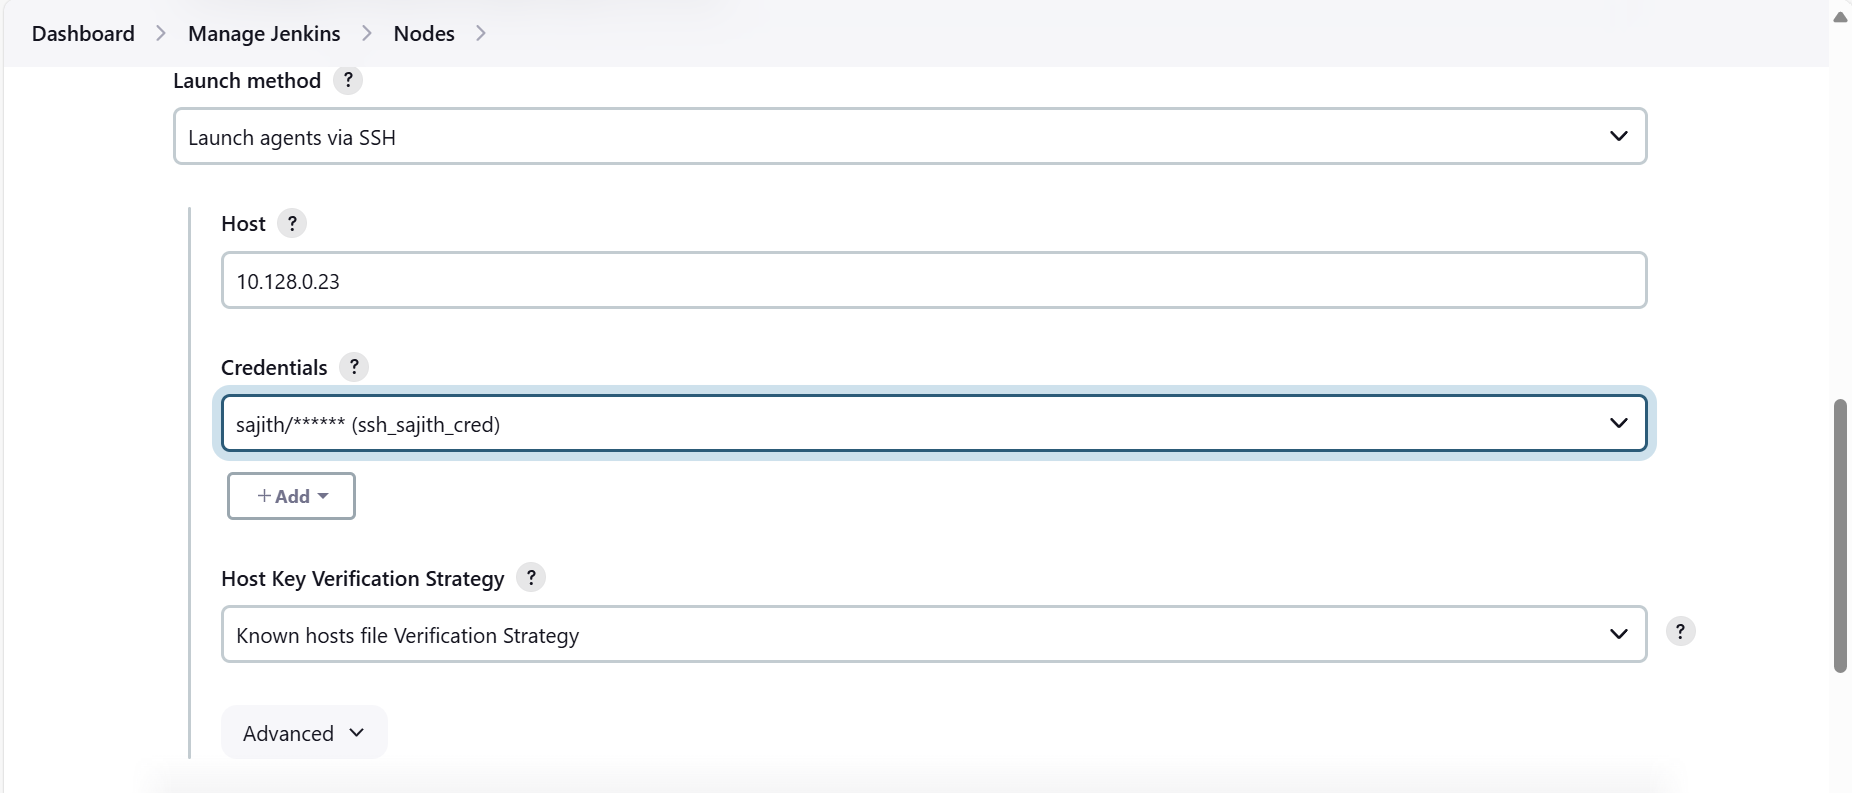 Dashboard > Manage Jenkins > Nodes >
Launch method ?
Launch agents via SSH
Host ?
10.128.0.23
Credentials ?
sajith/****** (ssh_sajith_cred)
+ Add
Host Key Verification Strategy ?
Known hosts file Verification Strategy ?
Advanced